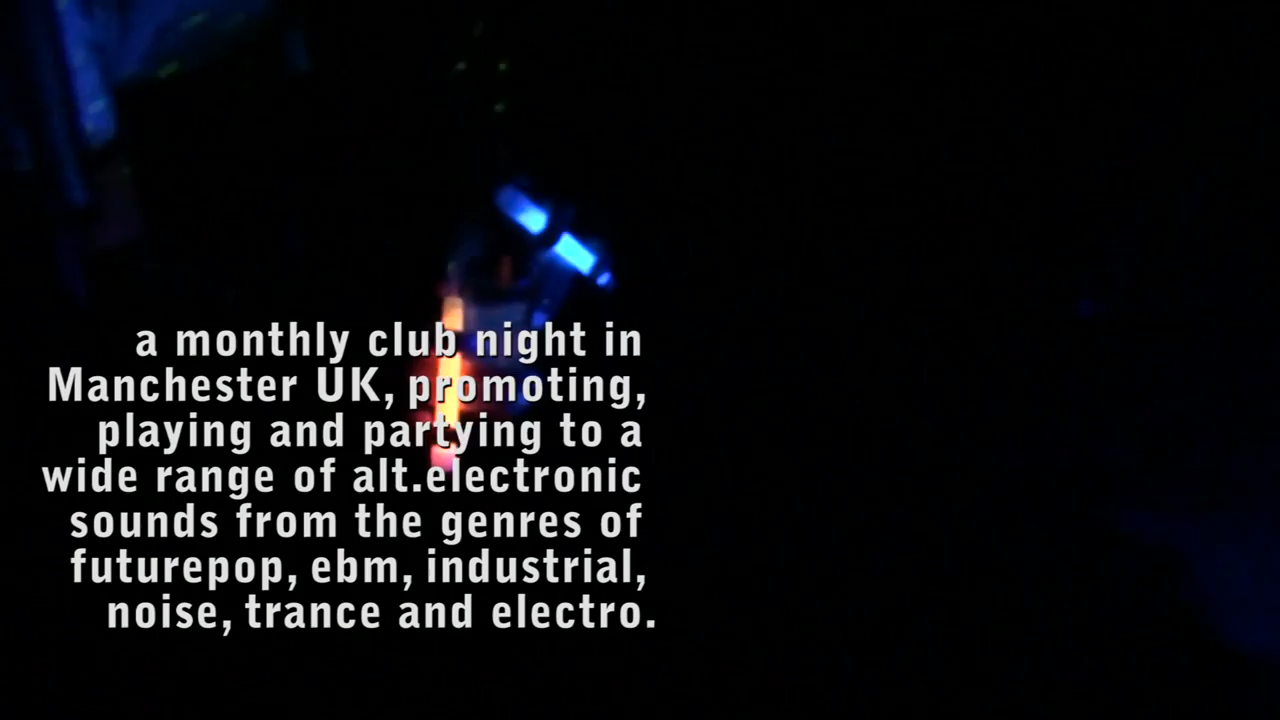 a monthly club night in
Manchester UK, promoting,
playing and partying to a
wide range of alt.electronic
sounds from the genres of
futurepop, ebm, industrial,
noise, trance and electro.